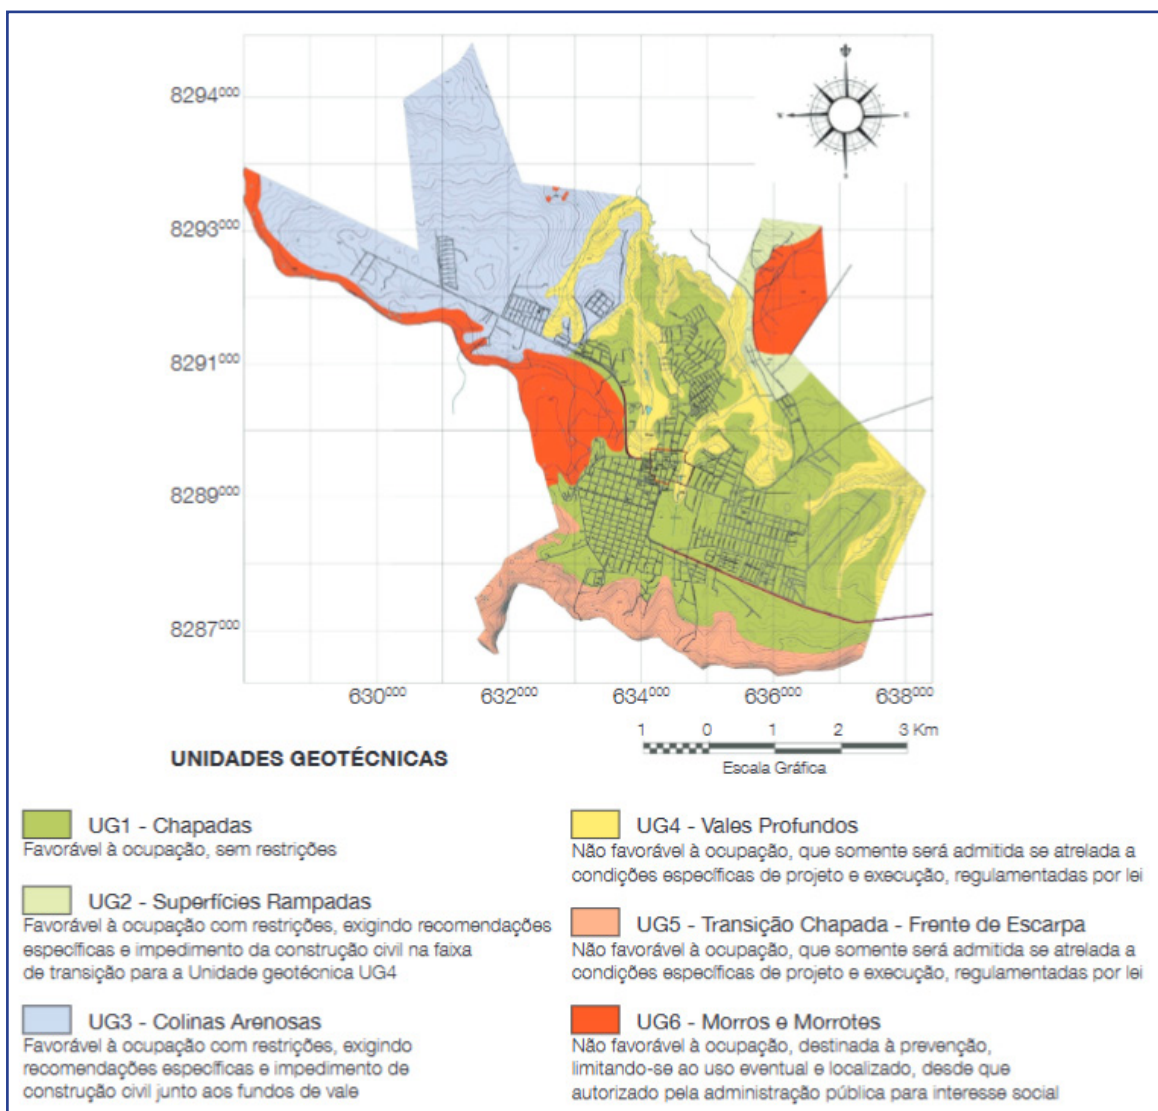 8294000
8293000
8291000
8289000
8287000
630000 632000 634000 636000 638000
1 0 1 2 3 Km
Escala Gráfica
UNIDADES GEOTÉCNICAS
UG1 - Chapadas
Favorável à ocupação, sem restrições
UG2 - Superfícies Rampadas
Favorável à ocupação com restrições, exigindo recomendações
específicas e impedimento da construção civil na faixa
de transição para a Unidade geotécnica UG4
UG3 - Colinas Arenosas
Favorável à ocupação com restrições, exigindo
recomendações específicas e impedimento de
construção civil junto aos fundos de vale
UG4 - Vales Profundos
Não favorável à ocupação, que somente será admitida se atrelada a
condições específicas de projeto e execução, regulamentadas por lei
UG5 - Transição Chapada - Frente de Escarpa
Não favorável à ocupação, que somente será admitida se atrelada a
condições específicas de projeto e execução, regulamentadas por lei
UG6 - Morros e Morrotes
Não favorável à ocupação, destinada à prevenção,
limitando-se ao uso eventual e localizado, desde que
autorizado pela administração pública para interesse social